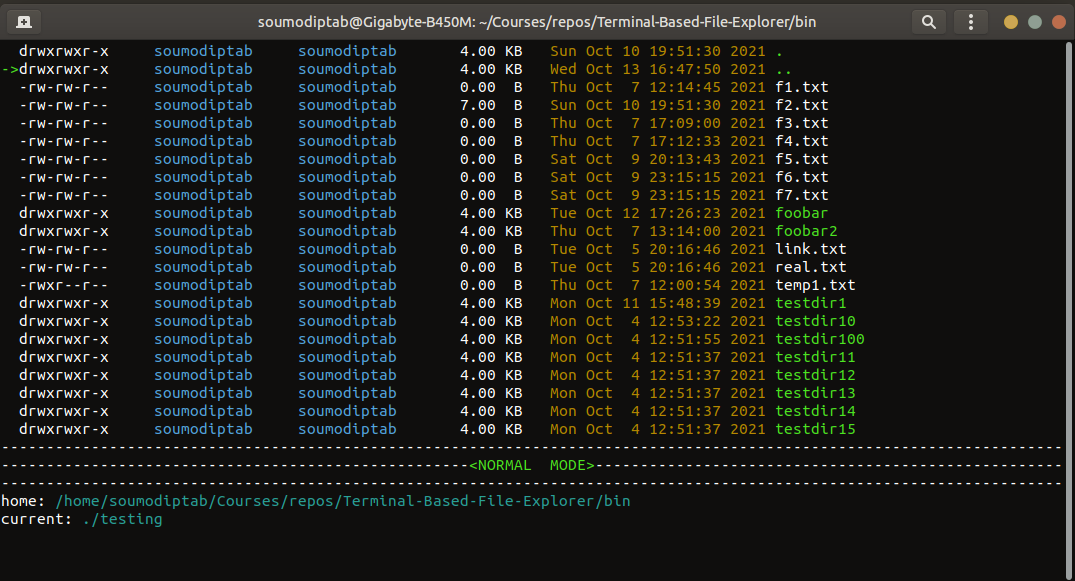 soumodiptab@Gigabyte-B450M: ~/Courses/repos/Terminal-Based-File-Explorer/bin
  drwxrwxr-x     soumodiptab     soumodiptab       4.00 KB   Sun Oct 10 19:51:30 2021 .
->drwxrwxr-x     soumodiptab     soumodiptab       4.00 KB   Wed Oct 13 16:47:50 2021 ..
  -rw-rw-r--     soumodiptab     soumodiptab       0.00  B   Thu Oct  7 12:14:45 2021 f1.txt
  -rw-rw-r--     soumodiptab     soumodiptab       7.00  B   Sun Oct 10 19:51:30 2021 f2.txt
  -rw-rw-r--     soumodiptab     soumodiptab       0.00  B   Thu Oct  7 17:09:00 2021 f3.txt
  -rw-rw-r--     soumodiptab     soumodiptab       0.00  B   Thu Oct  7 17:12:33 2021 f4.txt
  -rw-rw-r--     soumodiptab     soumodiptab       0.00  B   Sat Oct  9 20:13:43 2021 f5.txt
  -rw-rw-r--     soumodiptab     soumodiptab       0.00  B   Sat Oct  9 23:15:15 2021 f6.txt
  -rw-rw-r--     soumodiptab     soumodiptab       0.00  B   Sat Oct  9 23:15:15 2021 f7.txt
  drwxrwxr-x     soumodiptab     soumodiptab       4.00 KB   Tue Oct 12 17:26:23 2021 foobar
  drwxrwxr-x     soumodiptab     soumodiptab       4.00 KB   Thu Oct  7 13:14:00 2021 foobar2
  -rw-rw-r--     soumodiptab     soumodiptab       0.00  B   Tue Oct  5 20:16:46 2021 link.txt
  -rw-rw-r--     soumodiptab     soumodiptab       0.00  B   Tue Oct  5 20:16:46 2021 real.txt
  -rwxr--r--     soumodiptab     soumodiptab       0.00  B   Thu Oct  7 12:00:54 2021 temp1.txt
  drwxrwxr-x     soumodiptab     soumodiptab       4.00 KB   Mon Oct 11 15:48:39 2021 testdir1
  drwxrwxr-x     soumodiptab     soumodiptab       4.00 KB   Mon Oct  4 12:53:22 2021 testdir10
  drwxrwxr-x     soumodiptab     soumodiptab       4.00 KB   Mon Oct  4 12:51:55 2021 testdir100
  drwxrwxr-x     soumodiptab     soumodiptab       4.00 KB   Mon Oct  4 12:51:37 2021 testdir11
  drwxrwxr-x     soumodiptab     soumodiptab       4.00 KB   Mon Oct  4 12:51:37 2021 testdir12
  drwxrwxr-x     soumodiptab     soumodiptab       4.00 KB   Mon Oct  4 12:51:37 2021 testdir13
  drwxrwxr-x     soumodiptab     soumodiptab       4.00 KB   Mon Oct  4 12:51:37 2021 testdir14
  drwxrwxr-x     soumodiptab     soumodiptab       4.00 KB   Mon Oct  4 12:51:37 2021 testdir15
----------------------------------------------------------------------------------------------------------------------
----------------------------------------------------<NORMAL  MODE>----------------------------------------------------
----------------------------------------------------------------------------------------------------------------------
home: /home/soumodiptab/Courses/repos/Terminal-Based-File-Explorer/bin
current: ./testing